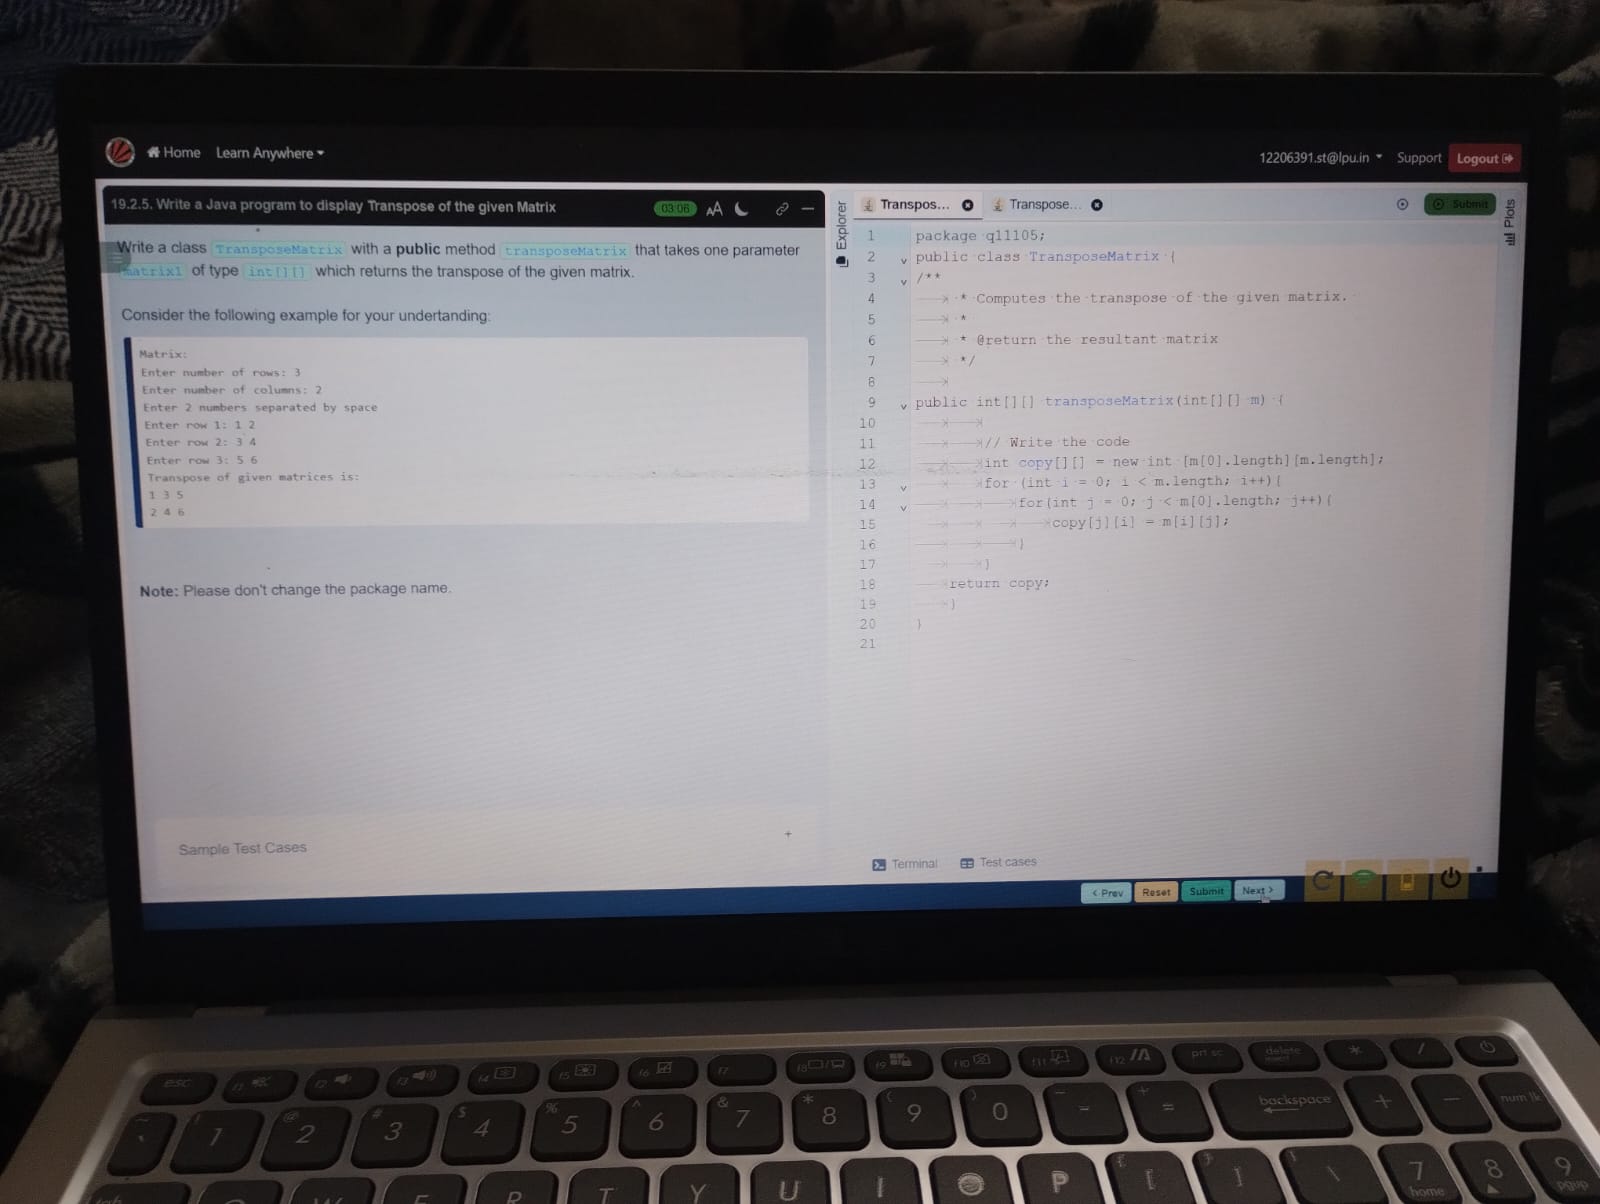 Home Learn Anywhere
12206391.st@lpu.in Support Logout
19.2.5. Write a Java program to display Transpose of the given Matrix 03:06 AA
Write a class TransposeMatrix with a public method transposeMatrix that takes one parameter
matrix1 of type int[][] which returns the transpose of the given matrix.
Consider the following example for your undertanding:
Matrix:
Enter number of rows: 3
Enter number of columns: 2
Enter 2 numbers separated by space
Enter row 1: 1 2
Enter row 2: 3 4
Enter row 3: 5 6
Transpose of given matrices is:
1 3 5
2 4 6
Note: Please don't change the package name.
Sample Test Cases
+
Explorer
Transpos... Transpose... Submit
Plots
1 package q11105;
2 public class TransposeMatrix {
3 /**
4 * Computes the transpose of the given matrix.
5 *
6 * @return the resultant matrix
7 */
8
9 public int[][] transposeMatrix(int[][] m) {
10
11 // Write the code
12 int copy[][] = new int [m[0].length][m.length];
13 for (int i = 0; i < m.length; i++){
14 for(int j = 0; j < m[0].length; j++){
15 copy[j][i] = m[i][j];
16 }
17 }
18 return copy;
19 }
20 }
21
Terminal Test cases
< Prev Reset Submit Next >
esc f1 f2 f3 f4 f5 f6 f7 f8 f9 f10 f11 f12 prt sc delete * /
~ ! 1 @ 2 # 3 $ 4 % 5 ^ 6 & 7 * 8 ( 9 ) 0 _ - + = backspace + - num lk
R T Y U I P { [ } ] | \ 7 home 8 9 pgup